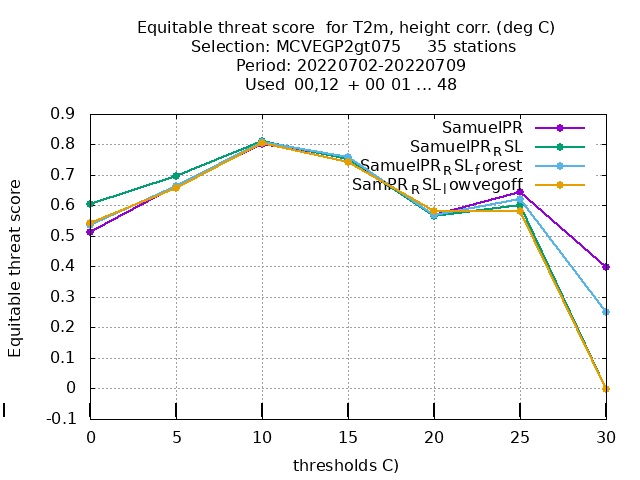 Equitable threat score  for T2m, height corr. (deg C)
Selection: MCVEGP2gt075     35 stations
Period: 20220702-20220709
Used  00,12  + 00 01 ... 48
Equitable threat score
0.9
0.8
0.7
0.6
0.5
0.4
0.3
0.2
0.1
0
-0.1
SamuelPR
SamuelPR_RSL
SamuelPR_RSL_forest
SamPR_RSL_lowvegoff
0 5 10 15 20 25 30
thresholds C)